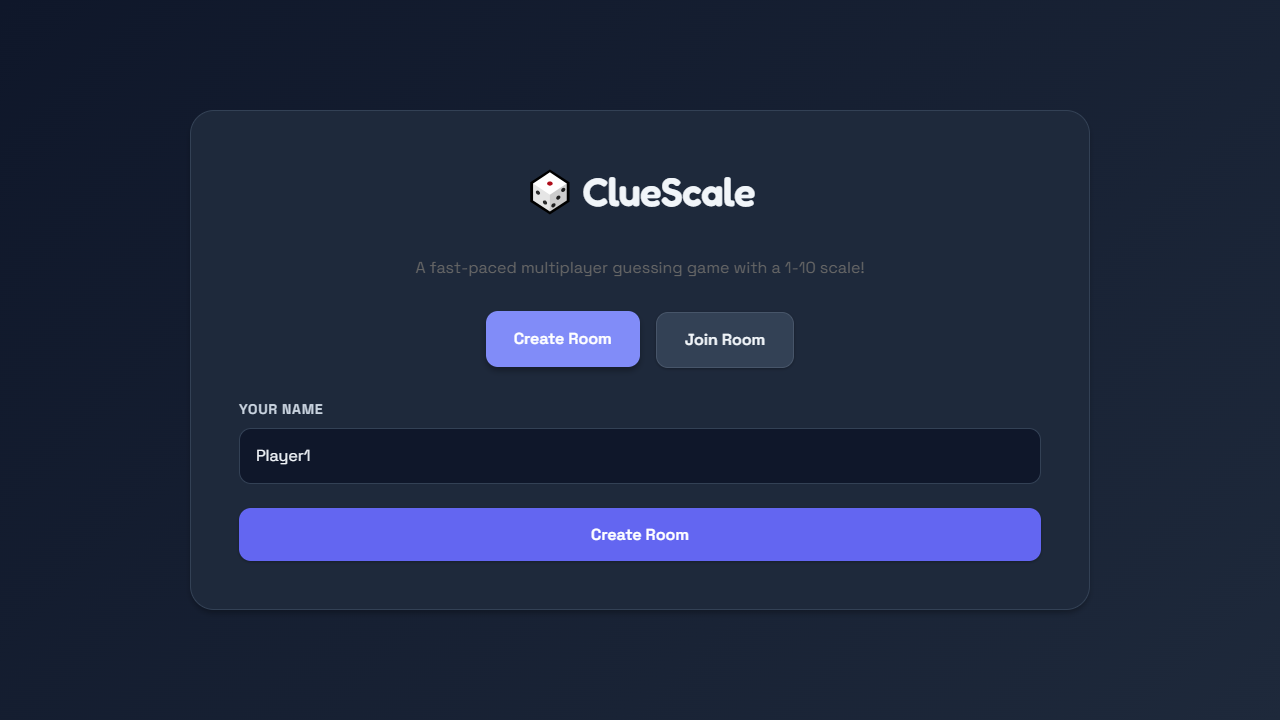 ClueScale
A fast-paced multiplayer guessing game with a 1-10 scale!
Create Room
Join Room
YOUR NAME
Player1
Create Room